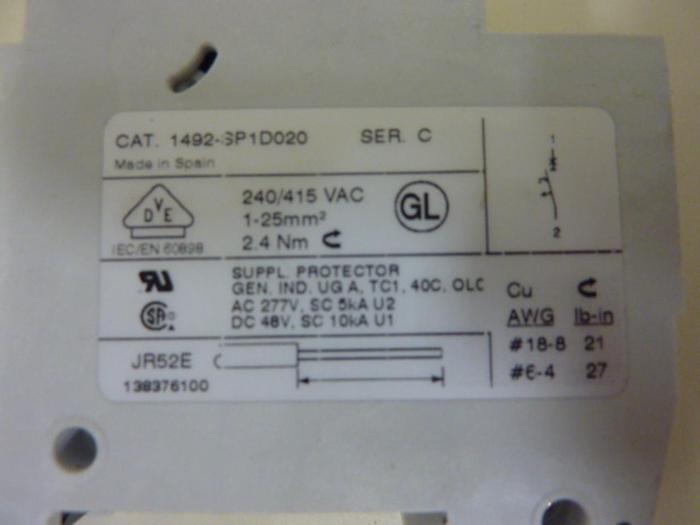 CAT. 1492-SP1D020 SER. C
Made in Spain
1
2
D V E
IEC/EN 60898
240/415 VAC
1-25mm²
2.4 Nm
GL
RU
SUPPL. PROTECTOR
GEN. IND. UG A, TC1, 40C, OLC
AC 277V, SC 5kA U2
DC 48V, SC 10kA U1
SA
Cu
AWG lb-in
#18-8 21
#6-4 27
JR52E
138376100